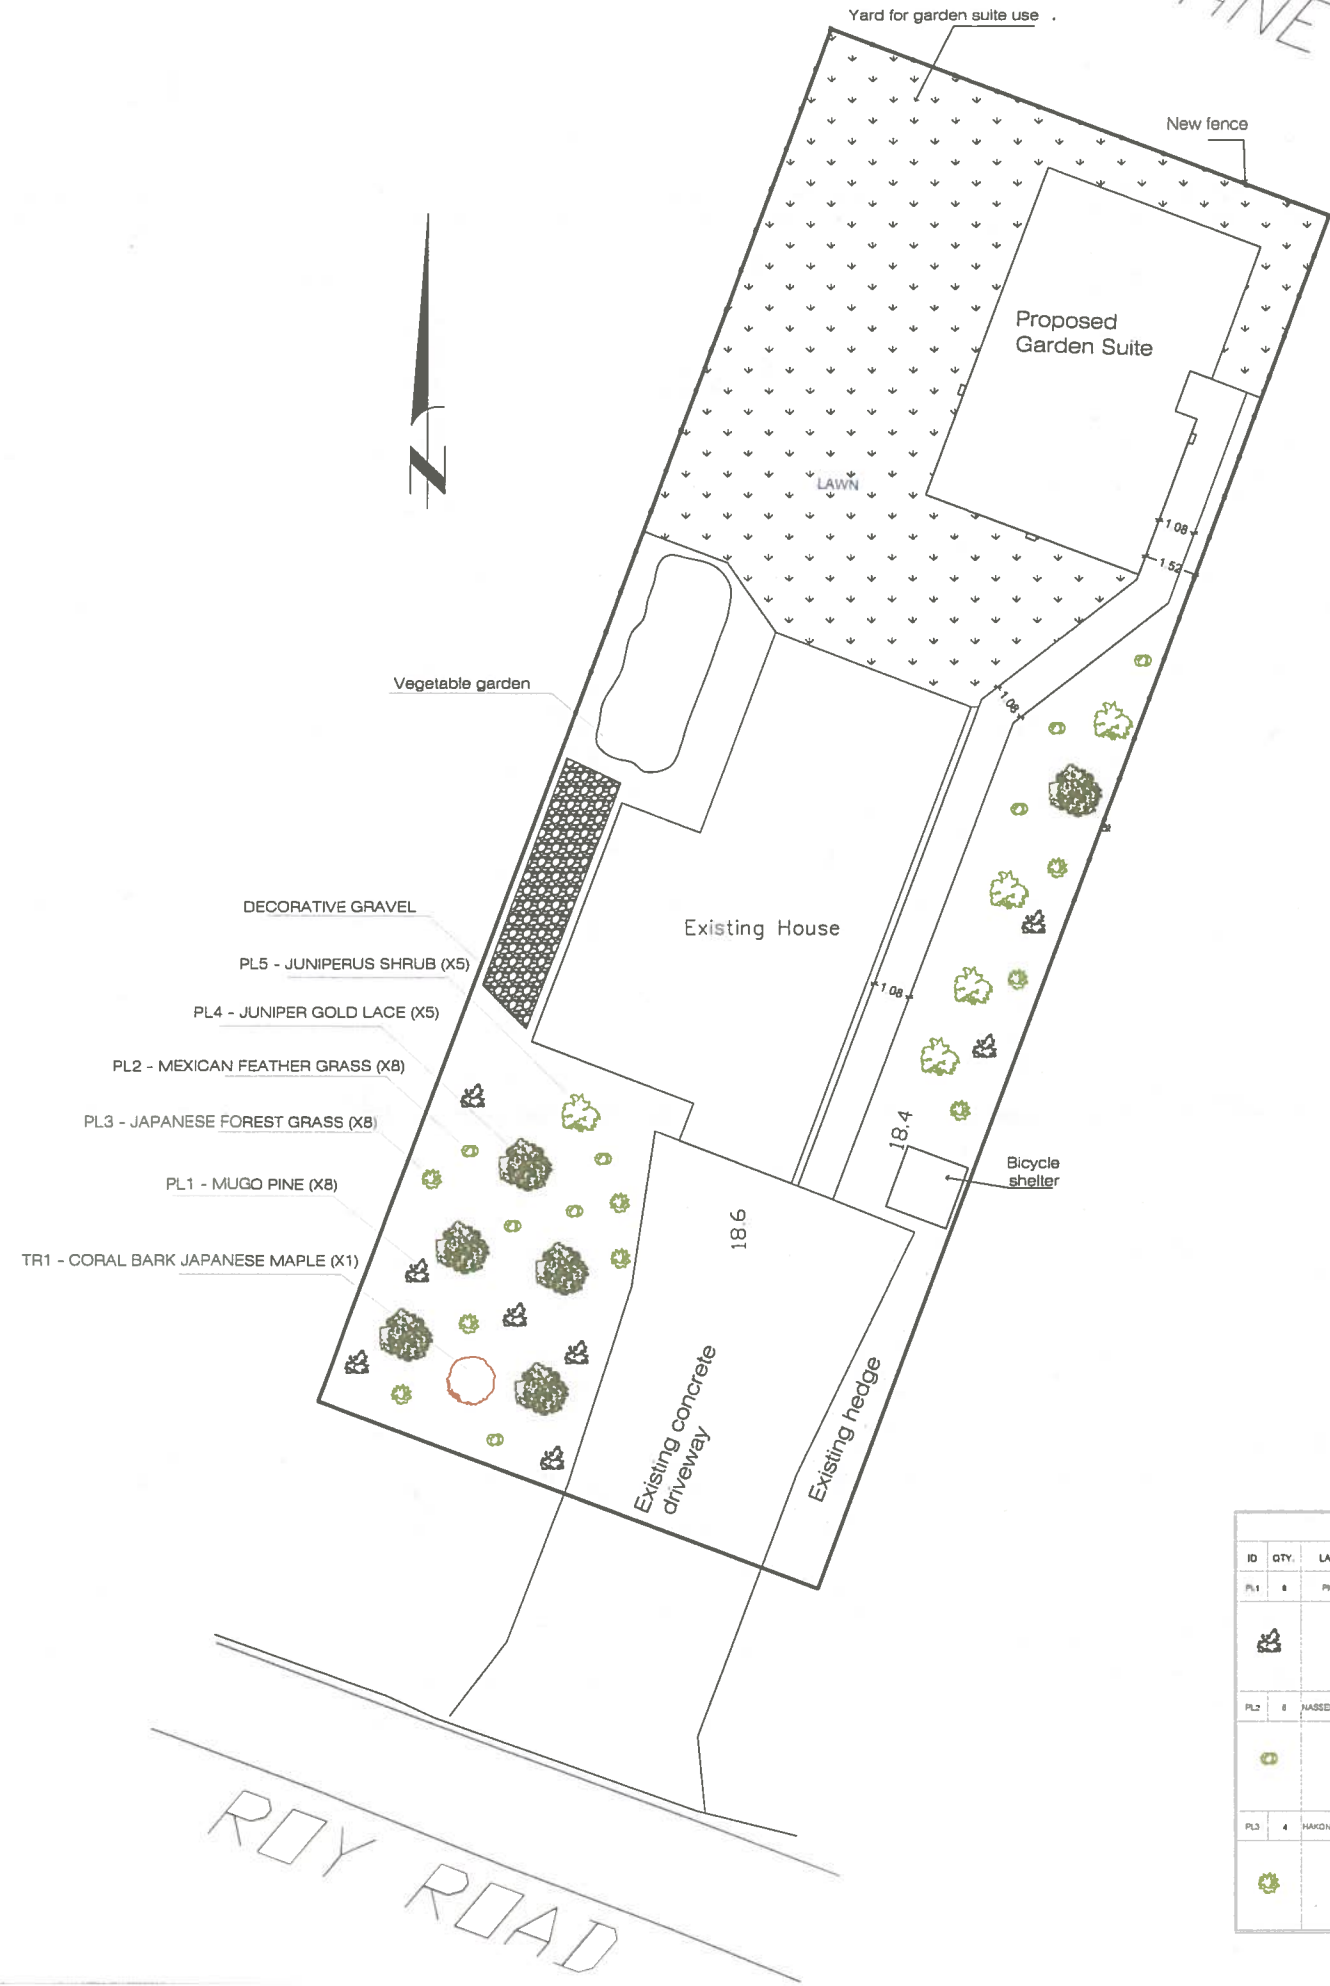 Yard for garden suite use .
New fence
Proposed
Garden Suite
N
LAWN
1.08
1.52
Vegetable garden
1.08
DECORATIVE GRAVEL
Existing House
PL5 - JUNIPERUS SHRUB (X5)
1.08
PL4 - JUNIPER GOLD LACE (X5)
PL2 - MEXICAN FEATHER GRASS (X8)
PL3 - JAPANESE FOREST GRASS (X8)
18.4
Bicycle
shelter
PL1 - MUGO PINE (X8)
18.6
TR1 - CORAL BARK JAPANESE MAPLE (X1)
Existing concrete
driveway
Existing hedge
ID QTY.
PL1
PL2
PL3 4
ROY ROAD